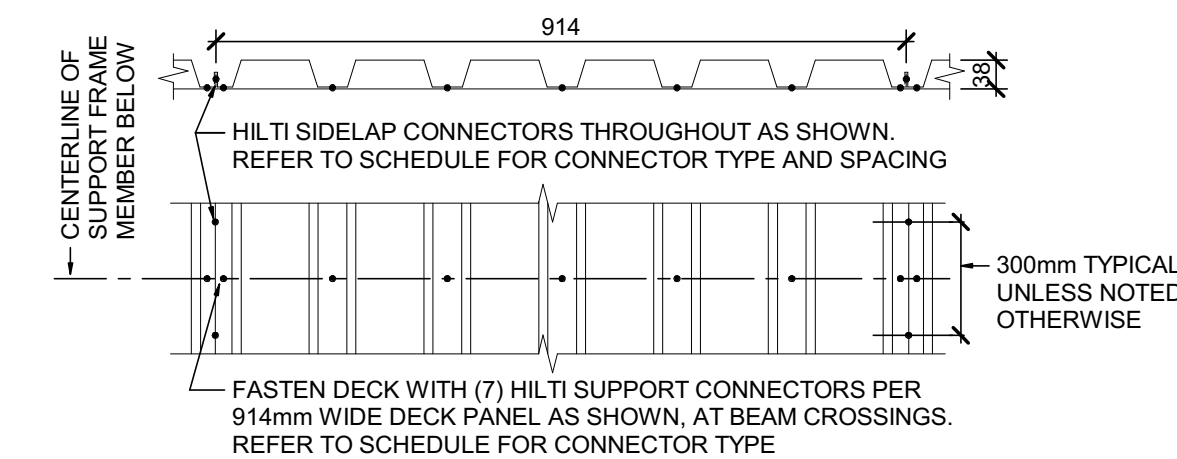 914
38
CENTERLINE OF
SUPPORT FRAME
MEMBER BELOW
HILTI SIDELAP CONNECTORS THROUGHOUT AS SHOWN.
REFER TO SCHEDULE FOR CONNECTOR TYPE AND SPACING
300mm TYPICAL
UNLESS NOTED
OTHERWISE
FASTEN DECK WITH (7) HILTI SUPPORT CONNECTORS PER
914mm WIDE DECK PANEL AS SHOWN, AT BEAM CROSSINGS.
REFER TO SCHEDULE FOR CONNECTOR TYPE